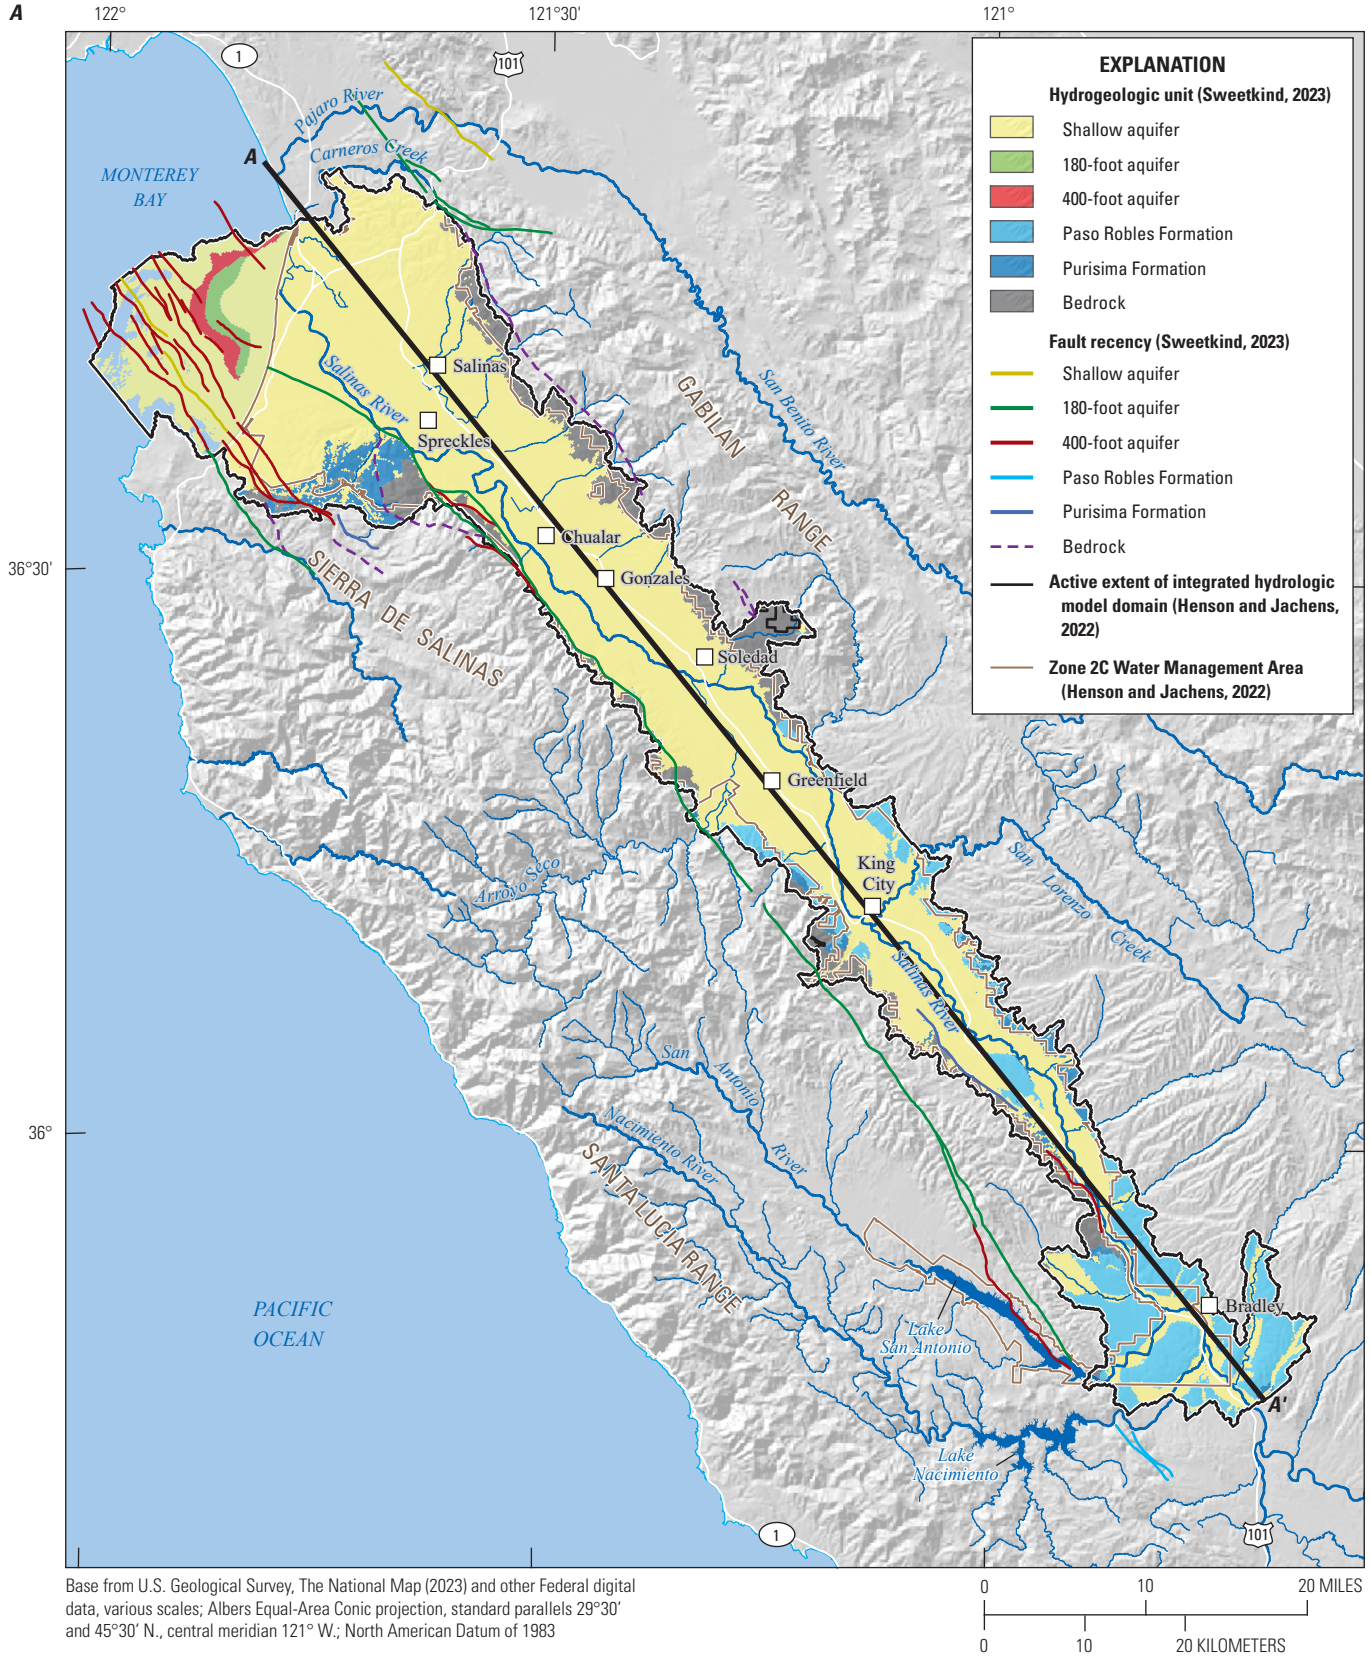 A
122°
121°30'
121°
1
101
Pajaro River
Carneros Creek
A
MONTEREY
BAY
Salinas
Salinas River
Spreckles
GABILAN
RANGE
San Benito River
Chualar
Gonzales
36°30'
SIERRA DE SALINAS
Soledad
Greenfield
King
City
Arroyo Seco
San Lorenzo Creek
Salinas River
San Antonio River
Nacimiento River
36°
SANTA LUCIA RANGE
PACIFIC
OCEAN
Lake
San Antonio
Bradley
A'
Lake
Nacimiento
1
101
EXPLANATION
Hydrogeologic unit (Sweetkind, 2023)
Shallow aquifer
180-foot aquifer
400-foot aquifer
Paso Robles Formation
Purisima Formation
Bedrock
Fault recency (Sweetkind, 2023)
Shallow aquifer
180-foot aquifer
400-foot aquifer
Paso Robles Formation
Purisima Formation
Bedrock
Active extent of integrated hydrologic
model domain (Henson and Jachens,
2022)
Zone 2C Water Management Area
(Henson and Jachens, 2022)
Base from U.S. Geological Survey, The National Map (2023) and other Federal digital
data, various scales; Albers Equal-Area Conic projection, standard parallels 29°30'
and 45°30' N., central meridian 121° W.; North American Datum of 1983
0 10 20 MILES
0 10 20 KILOMETERS